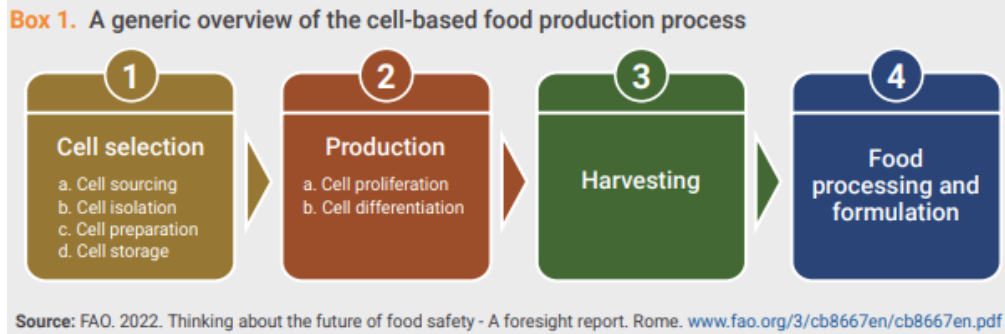 Box 1. A generic overview of the cell-based food production process
1
Cell selection
a. Cell sourcing
b. Cell isolation
c. Cell preparation
d. Cell storage
2
Production
a. Cell proliferation
b. Cell differentiation
3
Harvesting
4
Food
processing and
formulation
Source: FAO. 2022. Thinking about the future of food safety - A foresight report. Rome. www.fao.org/3/cb8667en/cb8667en.pdf